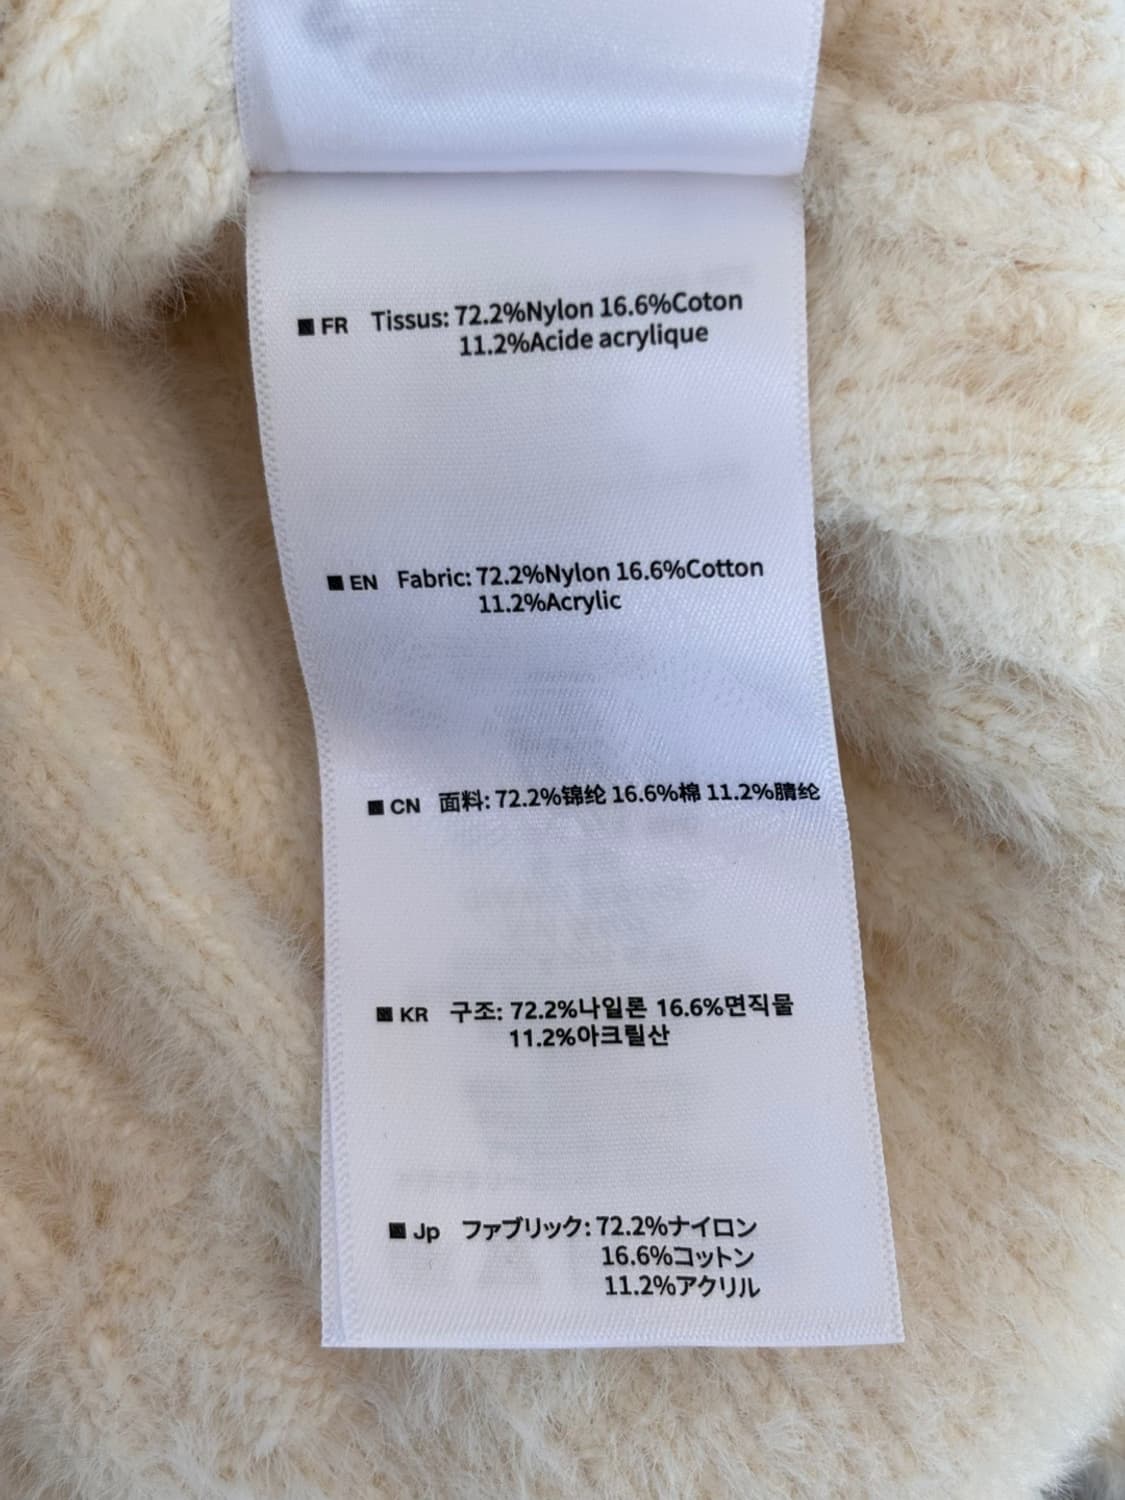 FR Tissus: 72.2%Nylon 16.6%Coton
11.2%Acide acrylique
EN Fabric: 72.2%Nylon 16.6%Cotton
11.2%Acrylic
CN 面料: 72.2%锦纶 16.6%棉 11.2%腈纶
KR 구조: 72.2%나일론 16.6%면직물
11.2%아크릴산
Jp ファブリック: 72.2%ナイロン
16.6%コットン
11.2%アクリル